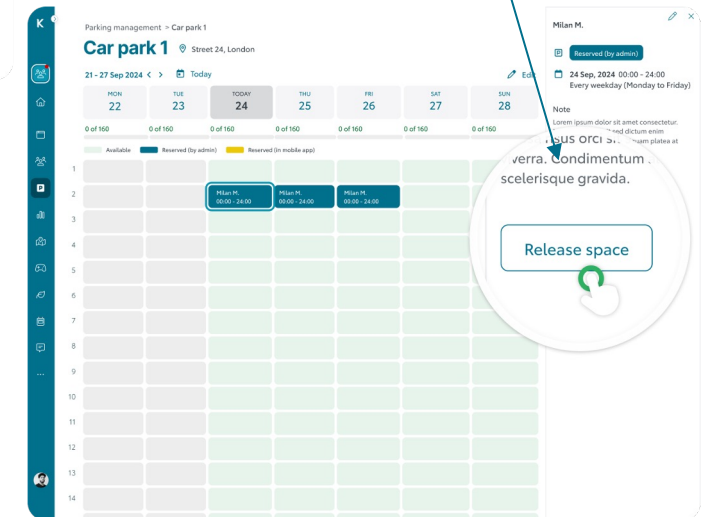 K
Parking management > Car park 1
Car park 1 Street 24, London
21 - 27 Sep 2024 < > Today
MON TUE TODAY THU FRI SAT SUN
22 23 24 25 26 27 28
0 of 160 0 of 160 0 of 160 0 of 160 0 of 160 0 of 160 0 of 160
Available Reserved (by admin) Reserved (in mobile app)
1
2
Milan M. Milan M. Milan M.
00:00 - 24:00 00:00 - 24:00 00:00 - 24:00
3
4
5
6
P
7
8
9
10
11
12
13
14
Milan M.
Reserved (by admin)
24 Sep, 2024 00:00 - 24:00
Every weekday (Monday to Friday)
Note
Lorem ipsum dolor sit amet consectetur.
sed dictum enim
platea at
orci
Condimentum
scelerisque gravida.
Release space